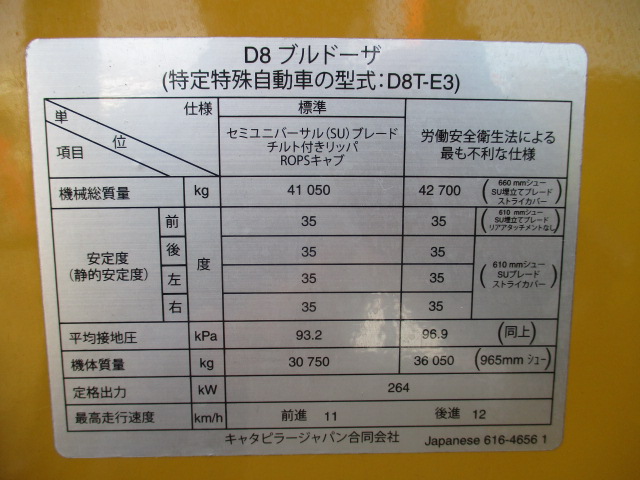 D8 ブルドーザ
(特定特殊自動車の型式:D8T-E3)
単 位 仕様 項目
標準
セミユニバーサル(SU)ブレード
チルト付きリッパ
ROPSキャブ
労働安全衛生法による
最も不利な仕様
機械総質量 kg 41 050 42 700 (660 mmシュー
SU埋立てブレード
ストライカバー)
安定度
(静的安定度)
度
前 35 35 (610 mmシュー
SU埋立てブレード
リアアタッチメントなし)
後 35 35
左 35 35
右 35 35
(610 mmシュー
SUブレード
ストライカバー)
平均接地圧 kPa 93.2 96.9 (同上)
機体質量 kg 30 750 36 050 (965mm シュー)
定格出力 kW 264
最高走行速度 km/h 前進 11 後進 12
キャタピラージャパン合同会社 Japanese 616-4656 1